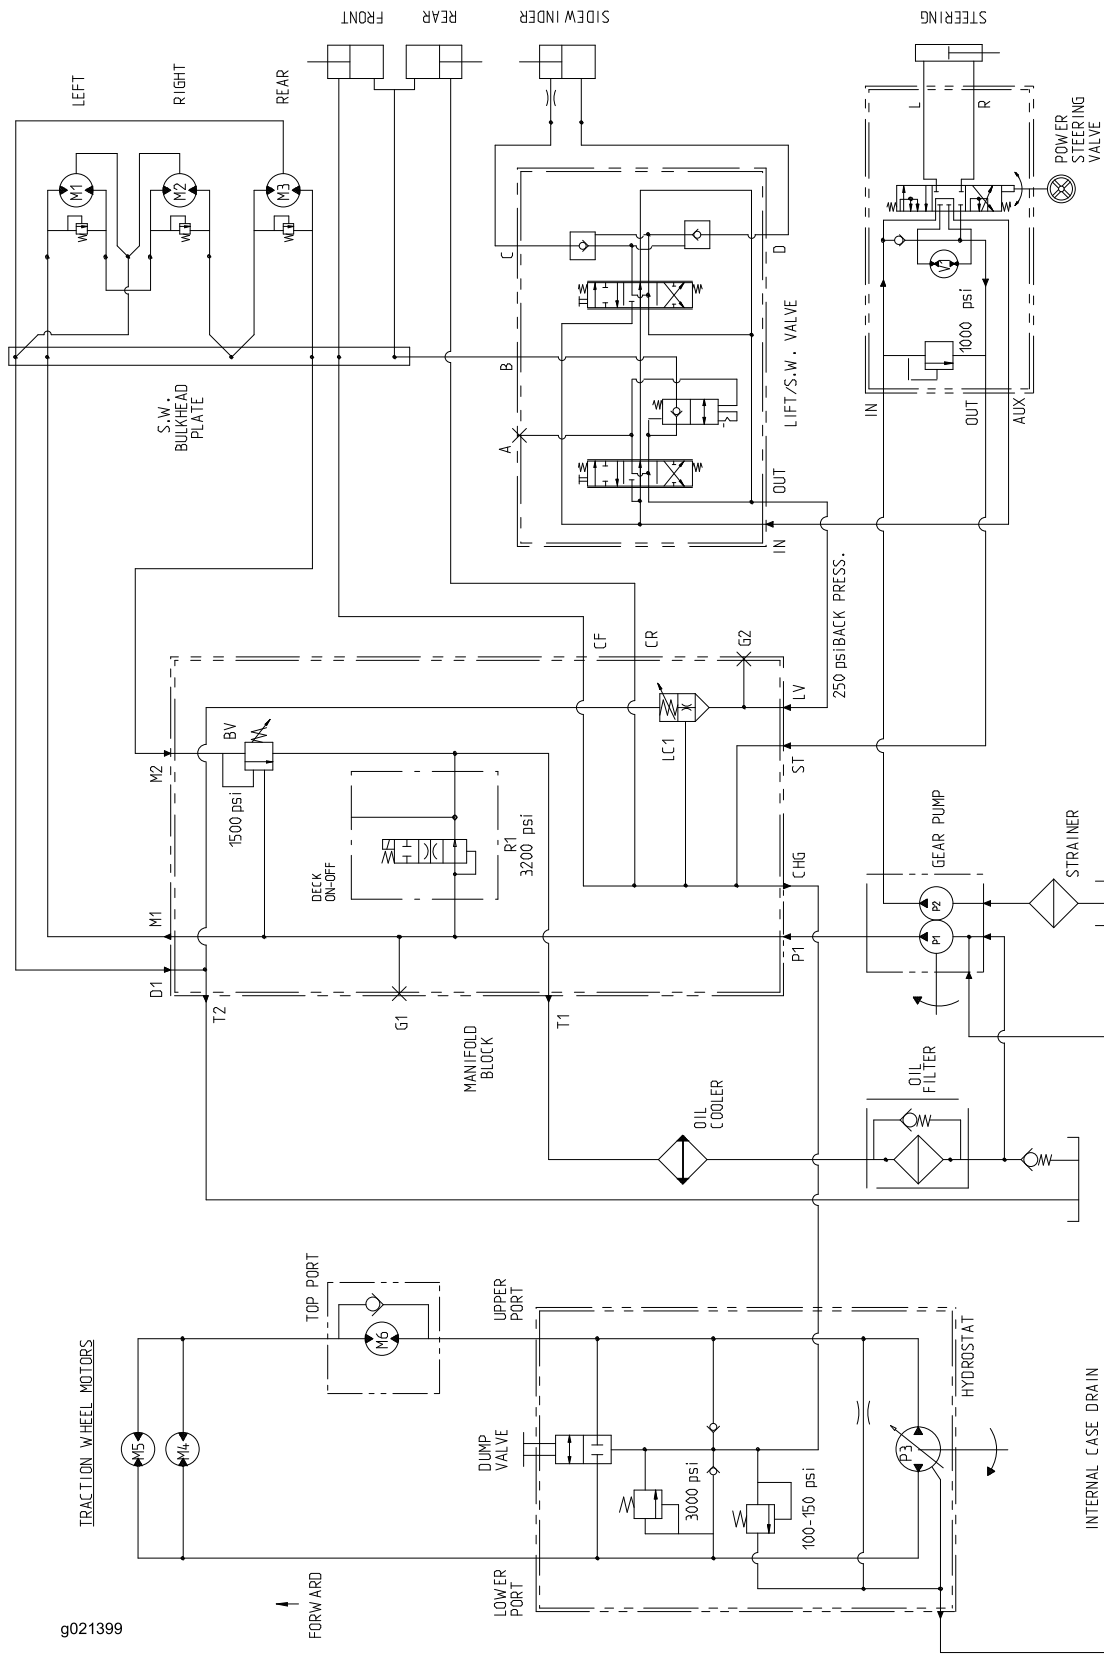 FRONT
REAR
SIDEWINDER
STEERING
LEFT
RIGHT
REAR
M1
M2
M3
L
R
POWER
STEERING
VALVE
S.W.
BULKHEAD
PLATE
A
B
C
D
LIFT/S.W. VALVE
IN
OUT
1000 psi
IN
OUT
AUX
250 psi BACK PRESS.
CF
CR
G2
LV
ST
CHG
P1
LC1
M2
BV
1500 psi
DECK
ON-OFF
R1
3200 psi
M1
D1
T2
G1
T1
MANIFOLD
BLOCK
GEAR PUMP
P1
P2
STRAINER
OIL
COOLER
OIL
FILTER
TRACTION WHEEL MOTORS
M5
M4
TOP PORT
M6
UPPER
PORT
LOWER
PORT
DUMP
VALVE
3000 psi
100-150 psi
P3
HYDROSTAT
INTERNAL CASE DRAIN
FORWARD
g021399